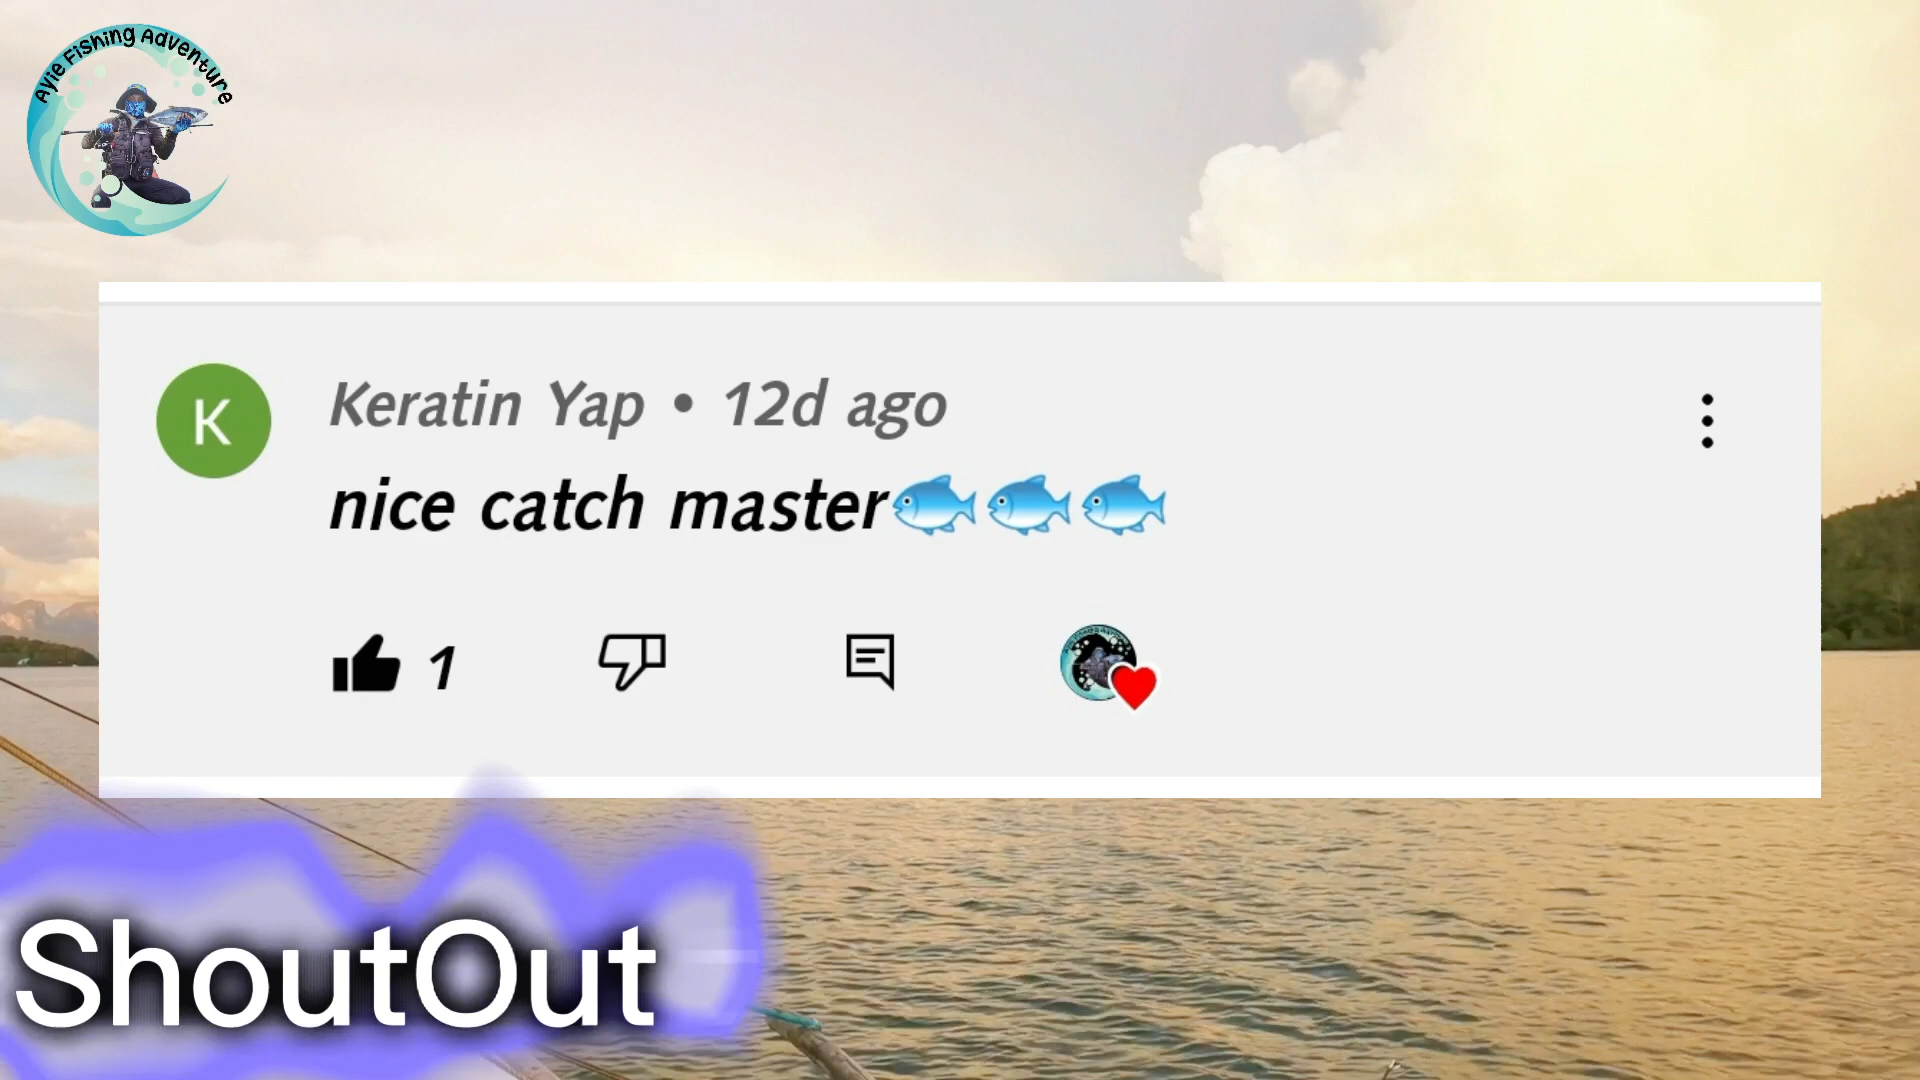 Ayie Fishing Adventure
K
Keratin Yap • 12d ago
nice catch master🐟🐟🐟
1
ShoutOut